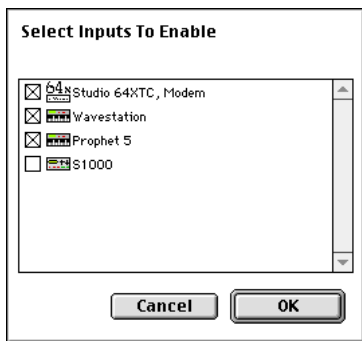 Select Inputs To Enable
64x Studio 64XTC, Modem
Wavestation
Prophet 5
S1000
Cancel
OK